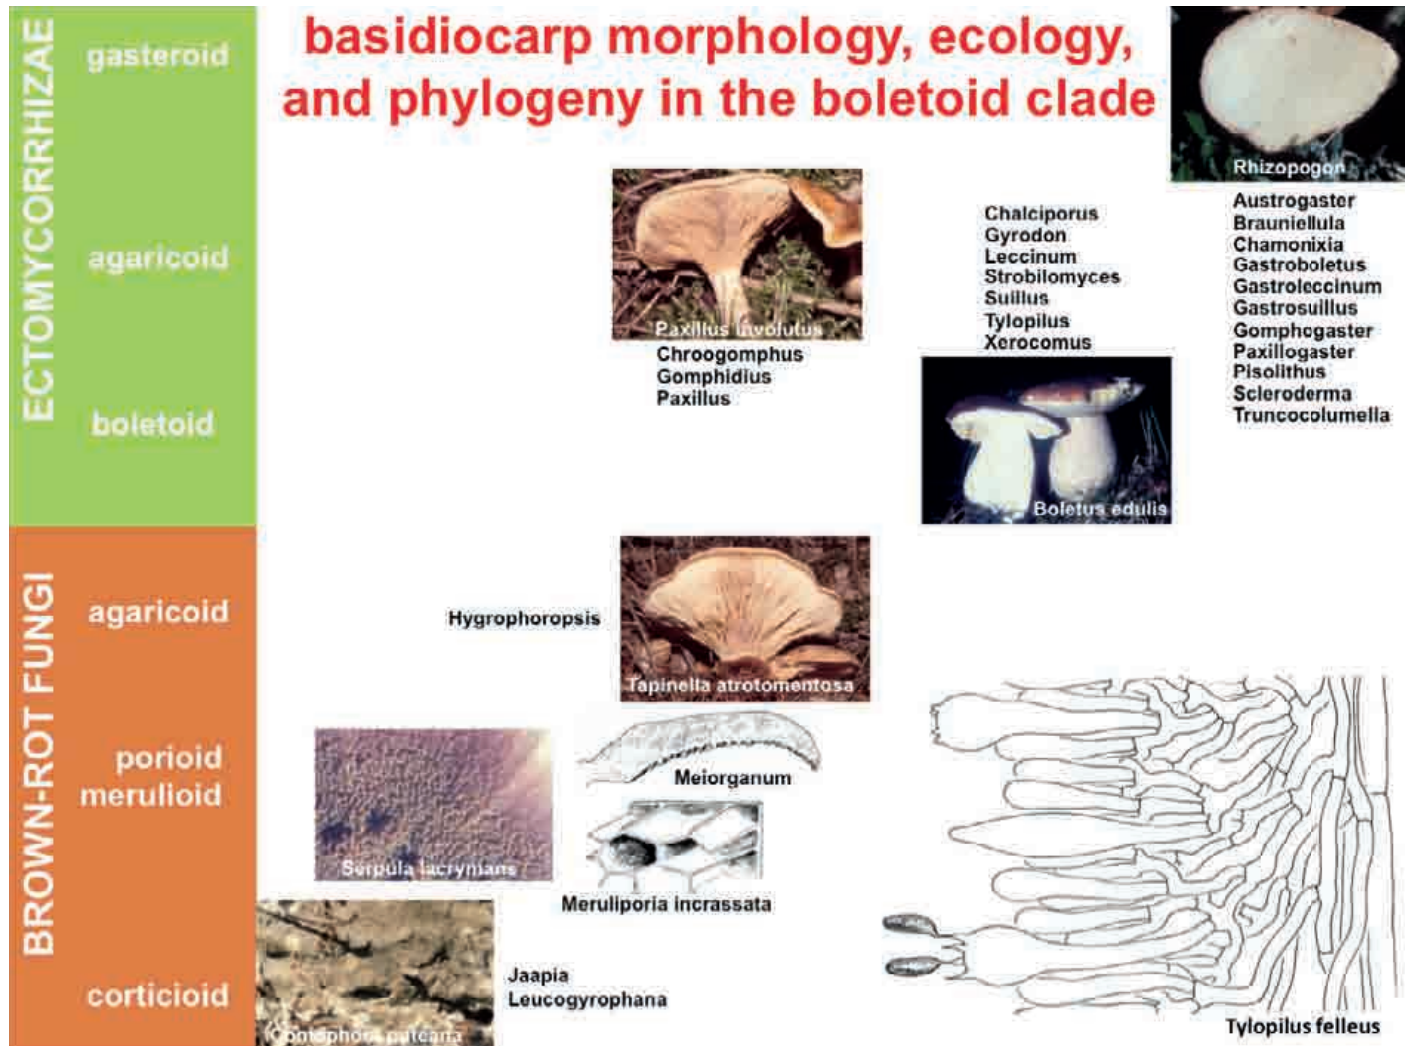 basidiocarp morphology, ecology,
and phylogeny in the boletoid clade
ECTOMYCORRHIZAE
gasteroid
agaricoid
boletoid
BROWN-ROT FUNGI
agaricoid
porioid
merulioid
corticioid
Rhizopogon
Austrogaster
Brauniellula
Chamonixia
Gastroboletus
Gastroleccinum
Gastrosuillus
Gomphogaster
Paxillogaster
Pisolithus
Scleroderma
Truncocolumella
Chalciporus
Gyrodon
Leccinum
Strobilomyces
Suillus
Tylopilus
Xerocomus
Boletus edulis
Paxillus involutus
Chroogomphus
Gomphidius
Paxillus
Hygrophoropsis
Tapinella atrotomentosa
Meiorganum
Serpula lacrymans
Meruliporia incrassata
Jaapia
Leucogyrophana
Coniophora puteana
Tylopilus felleus